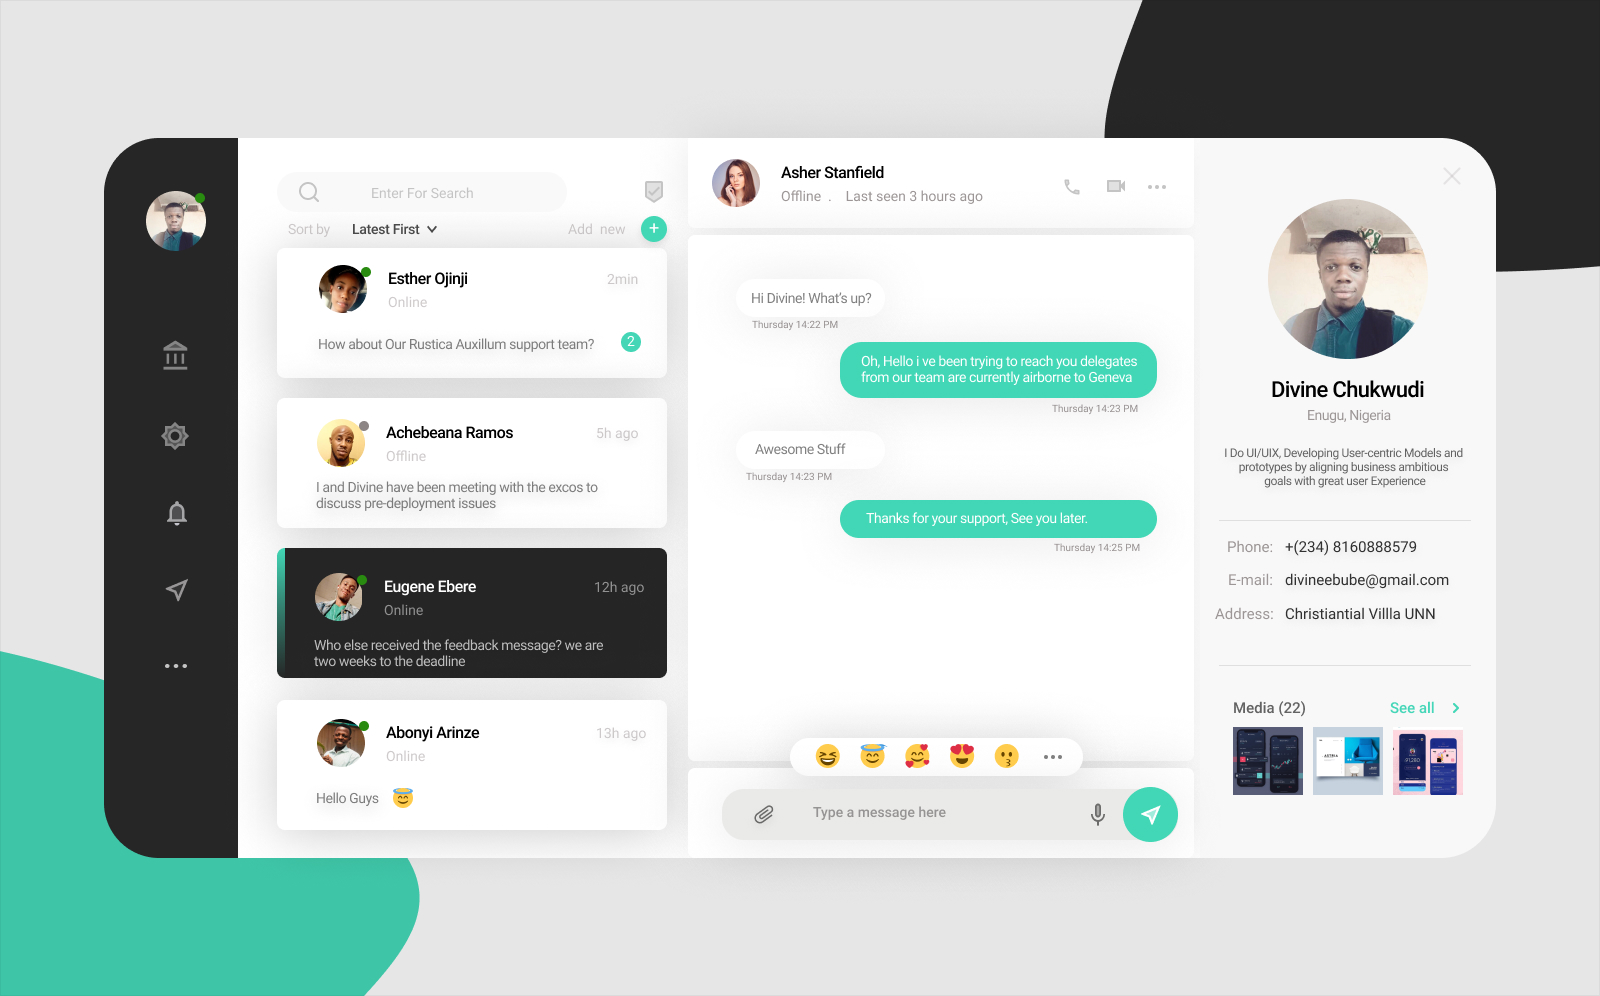 Enter For Search
Sort by Latest First
Add new +
Esther Ojinji
2min
Online
How about Our Rustica Auxillum support team?
2
Achebeana Ramos
5h ago
Offline
I and Divine have been meeting with the excos to
discuss pre-deployment issues
Eugene Ebere
12h ago
Online
Who else received the feedback message? we are
two weeks to the deadline
Abonyi Arinze
13h ago
Online
Hello Guys 😇
Asher Stanfield
Offline . Last seen 3 hours ago
Hi Divine! What's up?
Thursday 14:22 PM
Oh, Hello i ve been trying to reach you delegates
from our team are currently airborne to Geneva
Thursday 14:23 PM
Awesome Stuff
Thursday 14:23 PM
Thanks for your support, See you later.
Thursday 14:25 PM
Type a message here
Divine Chukwudi
Enugu, Nigeria
I Do UI/UIX, Developing User-centric Models and
prototypes by aligning business ambitious
goals with great user Experience
Phone: +(234) 8160888579
E-mail: divineebube@gmail.com
Address: Christiantial Villla UNN
Media (22)
See all